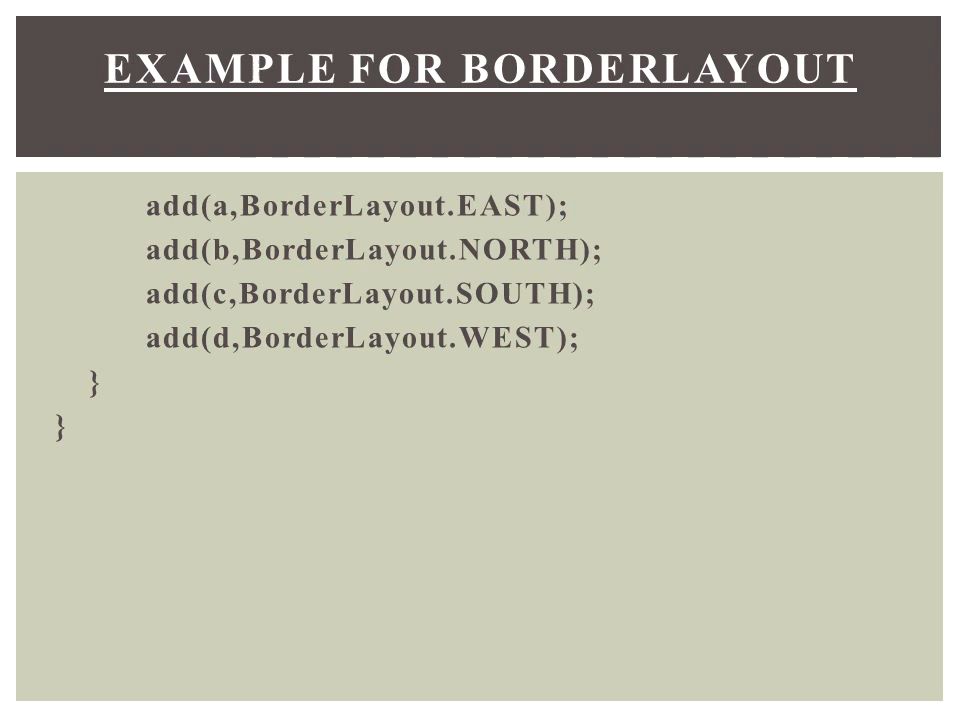 EXAMPLE FOR BORDERLAYOUT
add(a,BorderLayout.EAST);
add(b,BorderLayout.NORTH);
add(c,BorderLayout.SOUTH);
add(d,BorderLayout.WEST);
}
}